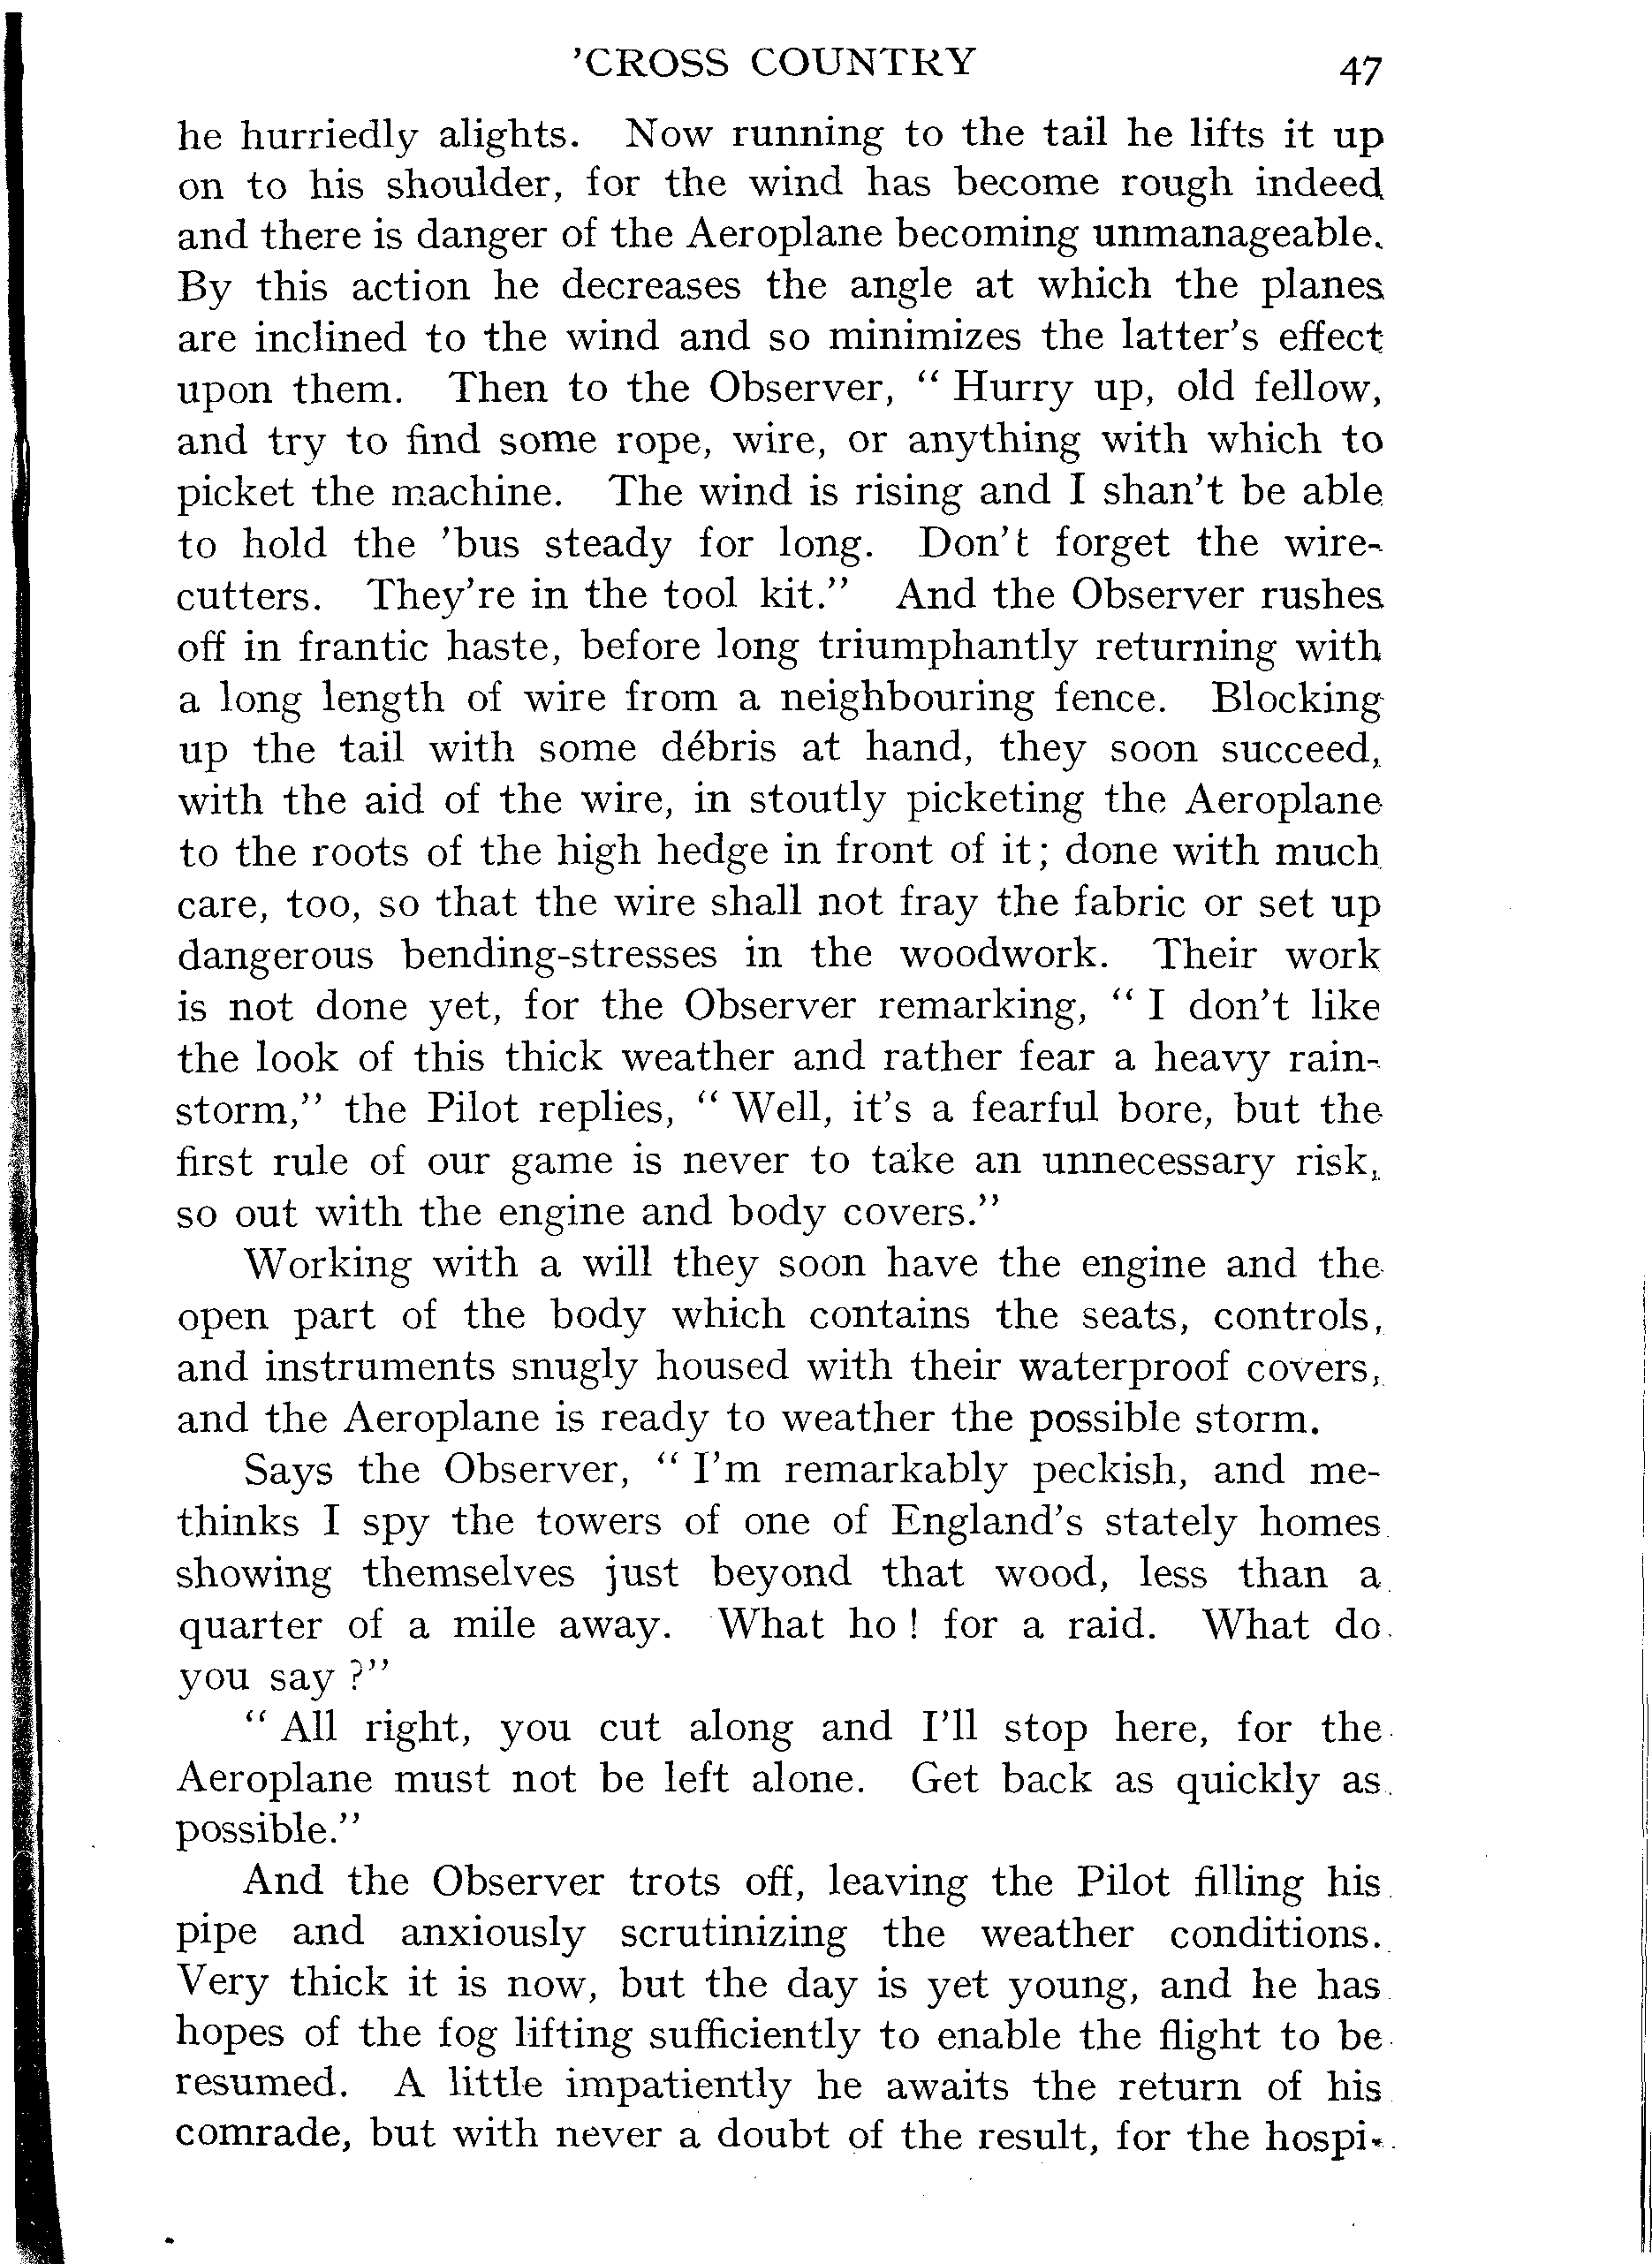 'CROSS COUNTRY 47
he hurriedly alights. Now running to the tail he lifts it up
on to his shoulder, for the wind has become rough indeed
and there is danger of the Aeroplane becoming unmanageable.
By this action he decreases the angle at which the planes
are inclined to the wind and so minimizes the latter's effect
upon them. Then to the Observer, " Hurry up, old fellow,
and try to find some rope, wire, or anything with which to
picket the machine. The wind is rising and I shan't be able
to hold the 'bus steady for long. Don't forget the wire-
cutters. They're in the tool kit." And the Observer rushes
off in frantic haste, before long triumphantly returning with
a long length of wire from a neighbouring fence. Blocking
up the tail with some débris at hand, they soon succeed,
with the aid of the wire, in stoutly picketing the Aeroplane
to the roots of the high hedge in front of it; done with much
care, too, so that the wire shall not fray the fabric or set up
dangerous bending-stresses in the woodwork. Their work
is not done yet, for the Observer remarking, " I don't like
the look of this thick weather and rather fear a heavy rain-
storm," the Pilot replies, " Well, it's a fearful bore, but the
first rule of our game is never to take an unnecessary risk,
so out with the engine and body covers."
Working with a will they soon have the engine and the
open part of the body which contains the seats, controls,
and instruments snugly housed with their waterproof covers,
and the Aeroplane is ready to weather the possible storm.
Says the Observer, " I'm remarkably peckish, and me-
thinks I spy the towers of one of England's stately homes
showing themselves just beyond that wood, less than a
quarter of a mile away. What ho ! for a raid. What do
you say ?"
" All right, you cut along and I'll stop here, for the
Aeroplane must not be left alone. Get back as quickly as
possible."
And the Observer trots off, leaving the Pilot filling his
pipe and anxiously scrutinizing the weather conditions.
Very thick it is now, but the day is yet young, and he has
hopes of the fog lifting sufficiently to enable the flight to be
resumed. A little impatiently he awaits the return of his
comrade, but with never a doubt of the result, for the hospi-